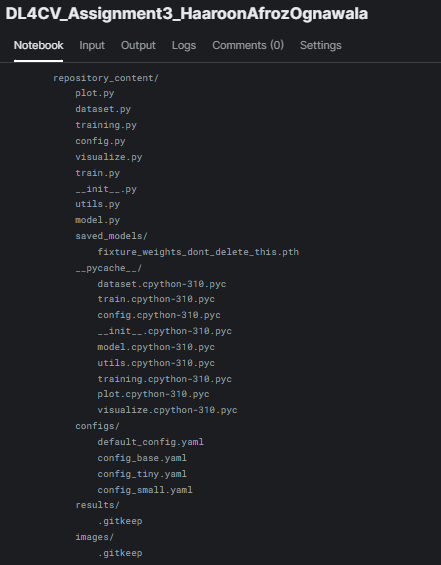 DL4CV_Assignment3_HaaroonAfrozOgnawala
Notebook Input Output Logs Comments (0) Settings
repository_content/
plot.py
dataset.py
training.py
config.py
visualize.py
train.py
__init__.py
utils.py
model.py
saved_models/
fixture_weights_dont_delete_this.pth
__pycache__/
dataset.cpython-310.pyc
train.cpython-310.pyc
config.cpython-310.pyc
__init__.cpython-310.pyc
model.cpython-310.pyc
utils.cpython-310.pyc
training.cpython-310.pyc
plot.cpython-310.pyc
visualize.cpython-310.pyc
configs/
default_config.yaml
config_base.yaml
config_tiny.yaml
config_small.yaml
results/
.gitkeep
images/
.gitkeep